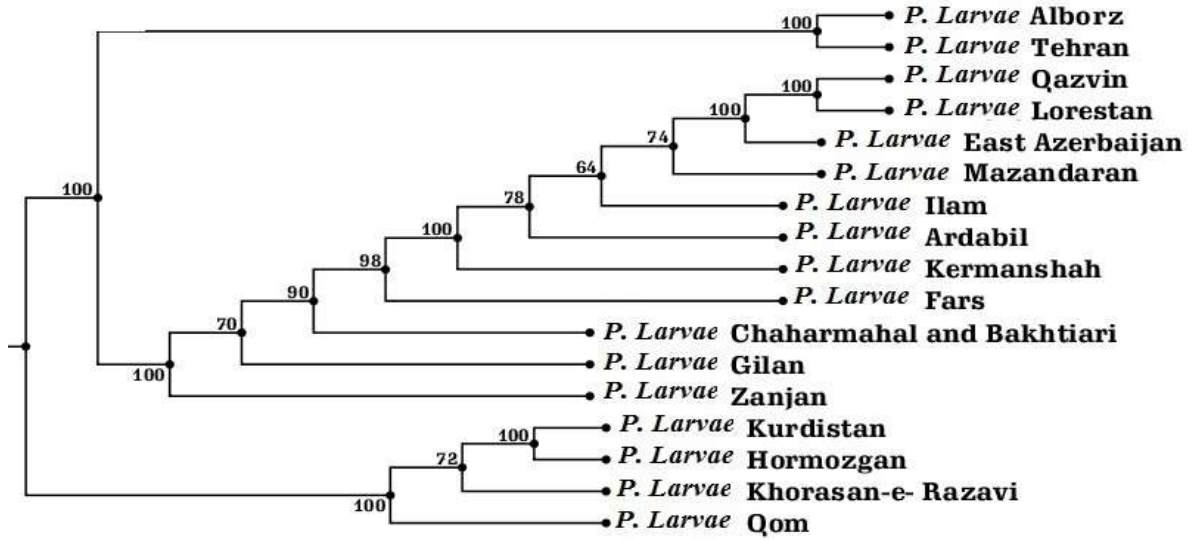 100 P. Larvae Alborz
P. Larvae Tehran
100 P. Larvae Qazvin
100 P. Larvae Lorestan
74 P. Larvae East Azerbaijan
64 P. Larvae Mazandaran
100 78 P. Larvae Ilam
100 P. Larvae Ardabil
98 P. Larvae Kermanshah
90 P. Larvae Fars
70 P. Larvae Chaharmahal and Bakhtiari
100 P. Larvae Gilan
P. Larvae Zanjan
100 P. Larvae Kurdistan
72 P. Larvae Hormozgan
P. Larvae Khorasan-e- Razavi
100 P. Larvae Qom